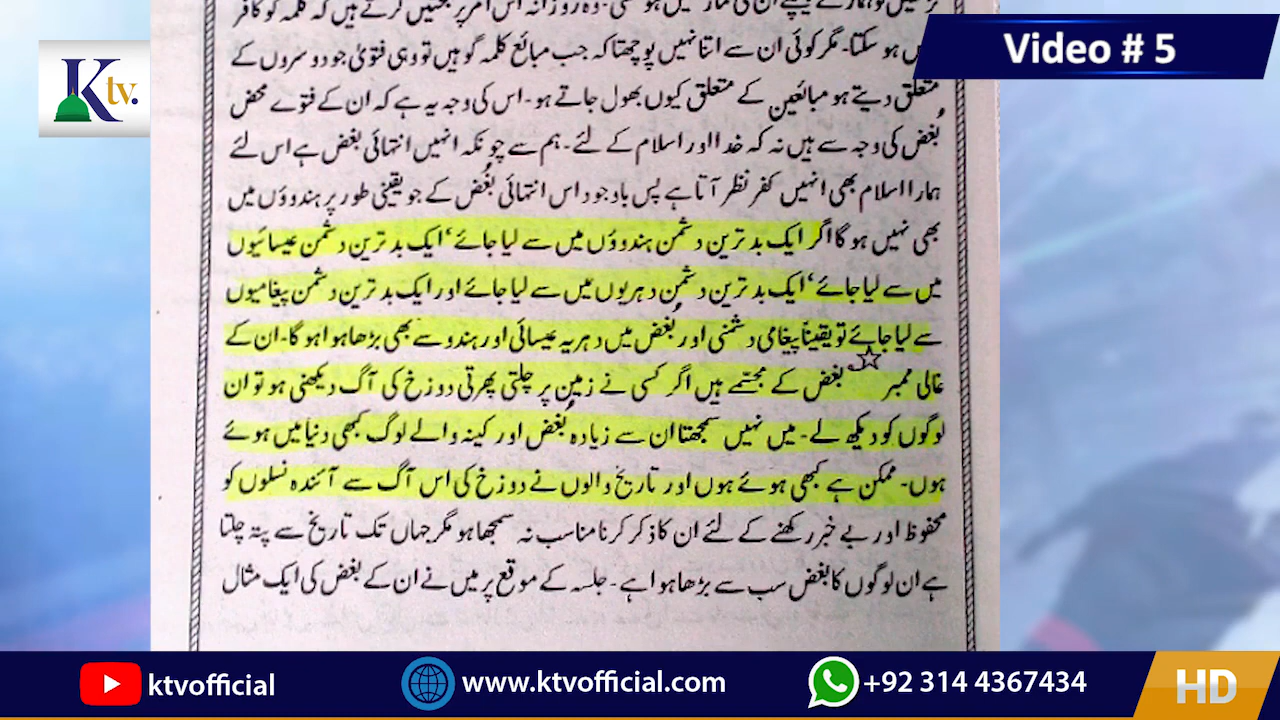 Video # 5
K tv.
ہیں ہو سکتا۔ مگر کوئی ان سے اتنا نہیں پوچھتا کہ جب مبائع کلمہ گو ہیں تو وہی فتویٰ جو دوسروں کے
متعلق دیتے ہو مبائعین کے متعلق کیوں بھول جاتے ہو۔ اس کی وجہ یہ ہے کہ ان کے فتوے محض
بُغض کی وجہ سے ہیں نہ کہ خدا اور اسلام کے لئے۔ ہم سے چونکہ انہیں انتہائی بغض ہے اس لئے
ہمارا اسلام بھی انہیں کفر نظر آتا ہے پس باوجود اس انتہائی بُغض کے جو یقینی طور پر ہندوؤں میں
بھی نہیں ہوگا اگر ایک بدترین دشمن ہندوؤں میں سے لیا جائے‘ ایک بدترین دشمن عیسائیوں
میں سے لیا جائے‘ ایک بدترین دشمن دہریوں میں سے لیا جائے اور ایک بدترین دشمن پیغامیوں
سے لیا جائے تو یقیناً پیغامی دشمنی اور بُغض میں دہریہ عیسائی اور ہندو سے بھی بڑھا ہوا ہو گا۔ ان کے
غالی ممبر ☆ بغض کے مجسّمے ہیں اگر کسی نے زمین پر چلتی پھرتی دوزخ کی آگ دیکھنی ہو تو ان
لوگوں کو دیکھ لے۔ میں نہیں سمجھتا ان سے زیادہ بُغض اور کینہ والے لوگ کبھی دنیا میں ہوئے
ہوں۔ ممکن ہے کبھی ہوئے ہوں اور تاریخ والوں نے دوزخ کی اس آگ سے آئندہ نسلوں کو
محفوظ اور بے خبر رکھنے کے لئے ان کا ذکر کرنا مناسب نہ سمجھا ہو مگر جہاں تک تاریخ سے پتہ چلتا
ہے ان لوگوں کا بغض سب سے بڑھا ہوا ہے۔ جلسہ کے موقع پر میں نے ان کے بغض کی ایک مثال
ktvofficial
www.ktvofficial.com
+92 314 4367434
HD